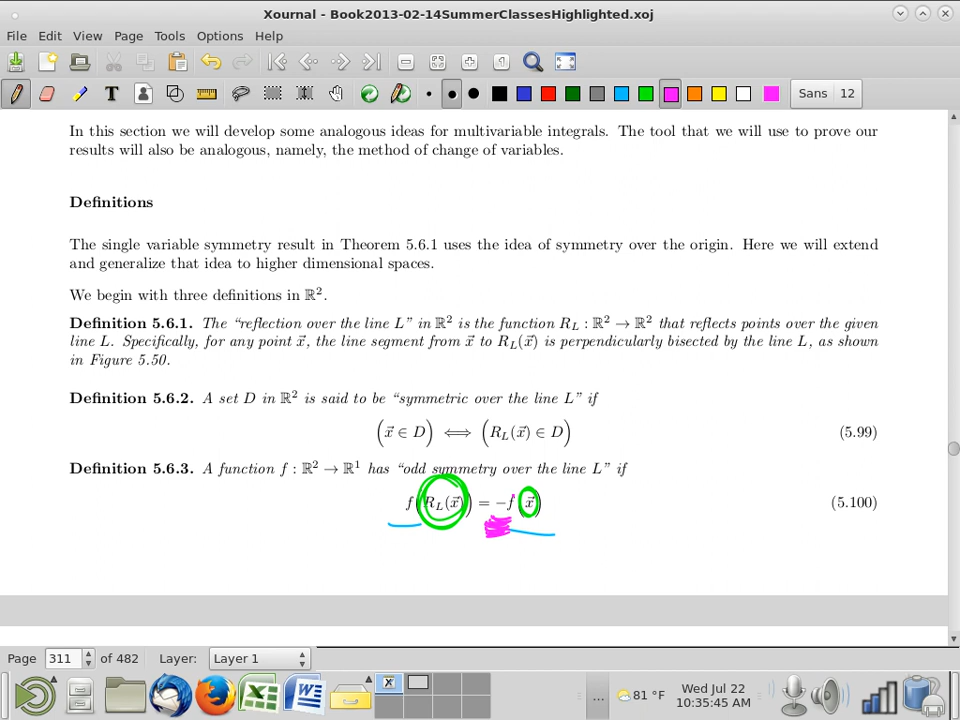 Xournal - Book2013-02-14SummerClassesHighlighted.xoj
File Edit View Page Tools Options Help
Sans 12
In this section we will develop some analogous ideas for multivariable integrals. The tool that we will use to prove our
results will also be analogous, namely, the method of change of variables.
Definitions
The single variable symmetry result in Theorem 5.6.1 uses the idea of symmetry over the origin. Here we will extend
and generalize that idea to higher dimensional spaces.
We begin with three definitions in ℝ².
Definition 5.6.1. The “reflection over the line L” in ℝ² is the function R_L : ℝ² → ℝ² that reflects points over the given
line L. Specifically, for any point x⃗, the line segment from x⃗ to R_L(x⃗) is perpendicularly bisected by the line L, as shown
in Figure 5.50.
Definition 5.6.2. A set D in ℝ² is said to be “symmetric over the line L” if
(x⃗ ∈ D) ⟺ (R_L(x⃗) ∈ D) (5.99)
Definition 5.6.3. A function f : ℝ² → ℝ¹ has “odd symmetry over the line L” if
f(R_L(x⃗)) = −f(x⃗) (5.100)
Page 311 of 482 Layer: Layer 1
... 81 °F Wed Jul 22
10:35:45 AM